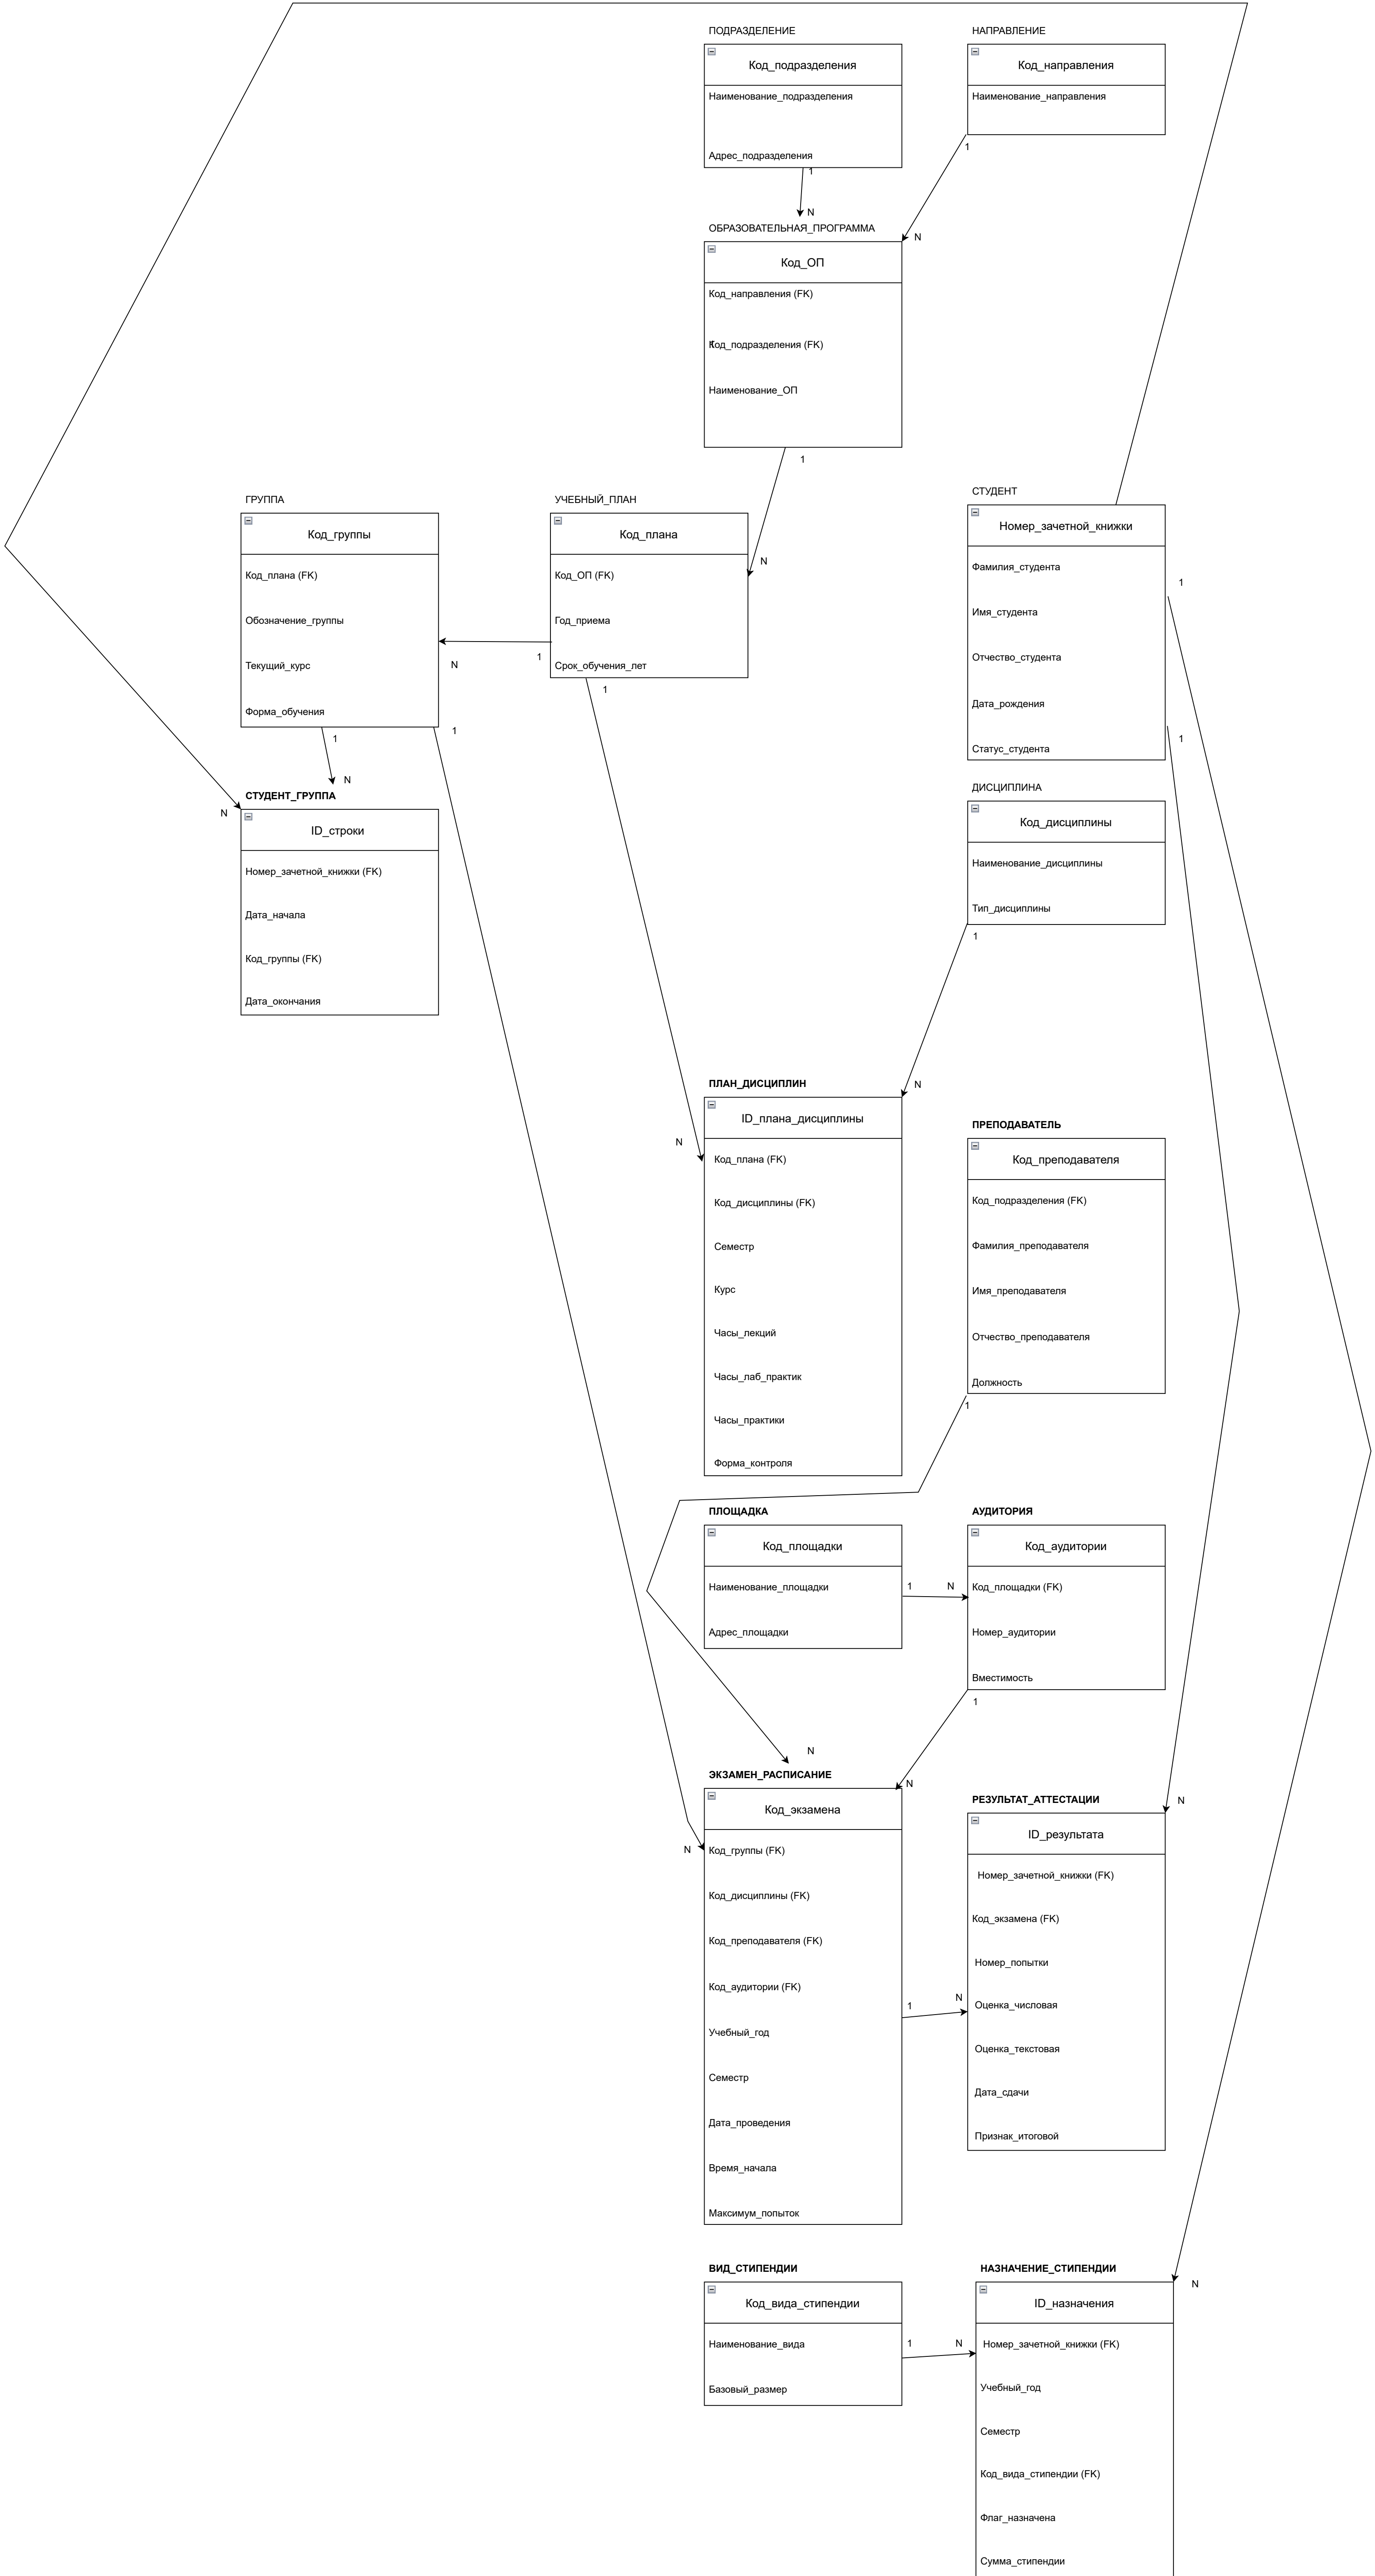 ПОДРАЗДЕЛЕНИЕ
Код_подразделения
Наименование_подразделения
Адрес_подразделения
1
N
НАПРАВЛЕНИЕ
Код_направления
Наименование_направления
1
N
ОБРАЗОВАТЕЛЬНАЯ_ПРОГРАММА
Код_ОП
Код_направления (FK)
Код_подразделения (FK)
1
Наименование_ОП
1
N
ГРУППА
Код_группы
Код_плана (FK)
Обозначение_группы
Текущий_курс
Форма_обучения
1
N
1
N
УЧЕБНЫЙ_ПЛАН
Код_плана
Код_ОП (FK)
Год_приема
Срок_обучения_лет
1
1
СТУДЕНТ
Номер_зачетной_книжки
Фамилия_студента
Имя_студента
Отчество_студента
Дата_рождения
Статус_студента
1
1
СТУДЕНТ_ГРУППА
N
ID_строки
Номер_зачетной_книжки (FK)
Дата_начала
Код_группы (FK)
Дата_окончания
ДИСЦИПЛИНА
Код_дисциплины
Наименование_дисциплины
Тип_дисциплины
1
N
ПЛАН_ДИСЦИПЛИН
ID_плана_дисциплины
N
Код_плана (FK)
Код_дисциплины (FK)
Семестр
Курс
Часы_лекций
Часы_лаб_практик
Часы_практики
Форма_контроля
ПРЕПОДАВАТЕЛЬ
Код_преподавателя
Код_подразделения (FK)
Фамилия_преподавателя
Имя_преподавателя
Отчество_преподавателя
Должность
1
ПЛОЩАДКА
Код_площадки
Наименование_площадки
Адрес_площадки
1
N
АУДИТОРИЯ
Код_аудитории
Код_площадки (FK)
Номер_аудитории
Вместимость
1
N
N
ЭКЗАМЕН_РАСПИСАНИЕ
Код_экзамена
N
Код_группы (FK)
Код_дисциплины (FK)
Код_преподавателя (FK)
Код_аудитории (FK)
Учебный_год
Семестр
Дата_проведения
Время_начала
Максимум_попыток
1
N
РЕЗУЛЬТАТ_АТТЕСТАЦИИ
N
ID_результата
Номер_зачетной_книжки (FK)
Код_экзамена (FK)
Номер_попытки
Оценка_числовая
Оценка_текстовая
Дата_сдачи
Признак_итоговой
ВИД_СТИПЕНДИИ
Код_вида_стипендии
Наименование_вида
Базовый_размер
1
N
НАЗНАЧЕНИЕ_СТИПЕНДИИ
N
ID_назначения
Номер_зачетной_книжки (FK)
Учебный_год
Семестр
Код_вида_стипендии (FK)
Флаг_назначена
Сумма_стипендии